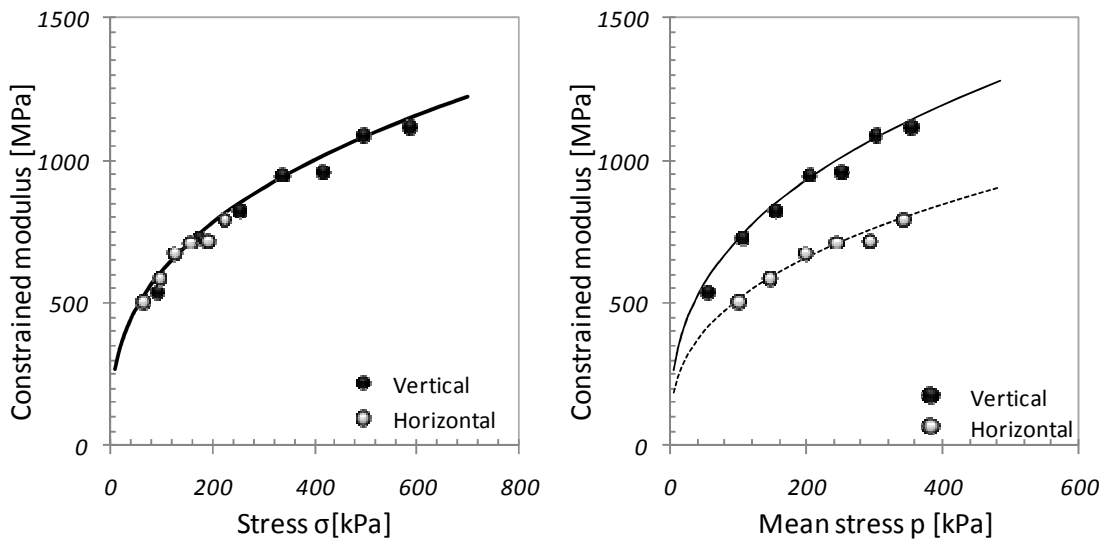 1500
1000
500
0
Constrained modulus [MPa]
Vertical
Horizontal
0 200 400 600 800
Stress σ[kPa]
1500
1000
500
0
Constrained modulus [MPa]
Vertical
Horizontal
0 200 400 600
Mean stress p [kPa]